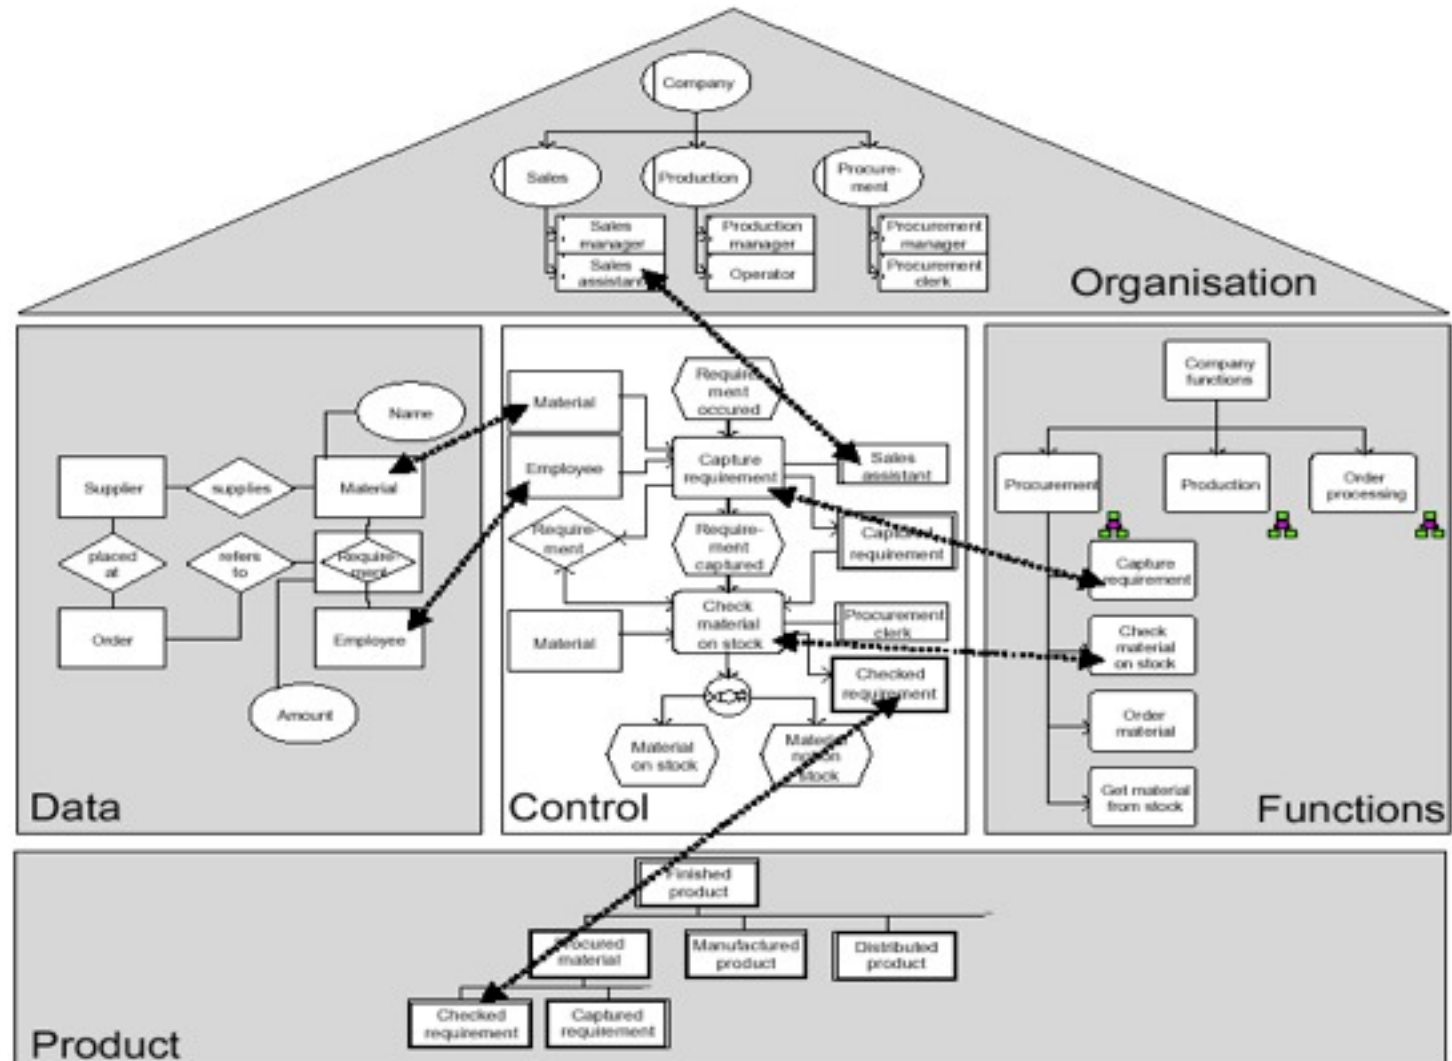 Company
Sales
Production
Procure-
ment
Sales
manager
Sales
assistant
Production
manager
Operator
Procurement
manager
Procurement
clerk
Organisation
Name
Supplier
supplies
Material
placed
at
refers
to
Require-
ment
Order
Employee
Amount
Data
Material
Employee
Require-
ment
Material
Require-
ment
occured
Capture
requirement
Require-
ment
captured
Check
material
on stock
Sales
assistant
Captured
requirement
Procurement
clerk
Checked
requirement
Material
on stock
Material
not on
stock
Control
Company
functions
Procurement
Production
Order
processing
Capture
requirement
Check
material
on stock
Order
material
Get material
from stock
Functions
Finished
product
Procured
material
Manufactured
product
Distributed
product
Checked
requirement
Captured
requirement
Product